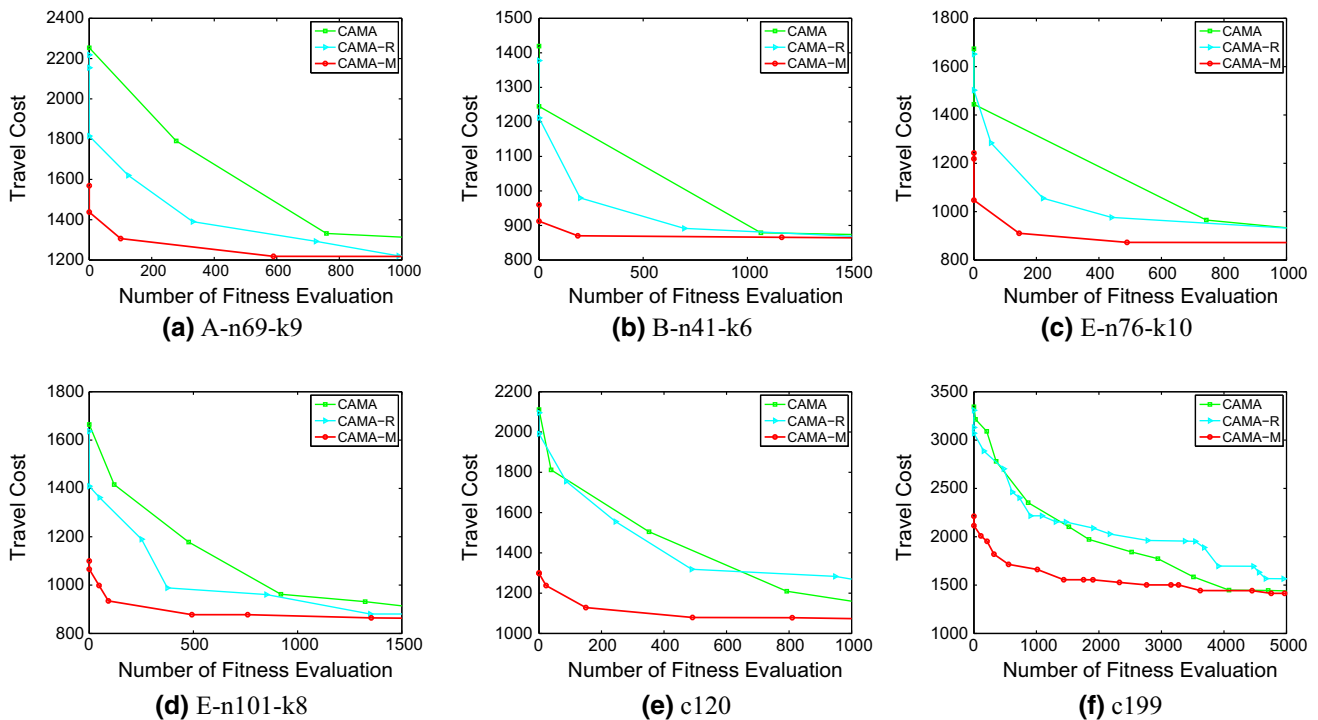 2400
2200
2000
1800
1600
1400
1200
Travel Cost
0 200 400 600 800 1000
Number of Fitness Evaluation
CAMA
CAMA−R
CAMA−M
(a) A-n69-k9
1500
1400
1300
1200
1100
1000
900
800
Travel Cost
0 500 1000 1500
Number of Fitness Evaluation
CAMA
CAMA−R
CAMA−M
(b) B-n41-k6
1800
1600
1400
1200
1000
800
Travel Cost
0 200 400 600 800 1000
Number of Fitness Evaluation
CAMA
CAMA−R
CAMA−M
(c) E-n76-k10
1800
1600
1400
1200
1000
800
Travel Cost
0 500 1000 1500
Number of Fitness Evaluation
CAMA
CAMA−R
CAMA−M
(d) E-n101-k8
2200
2000
1800
1600
1400
1200
1000
Travel Cost
0 200 400 600 800 1000
Number of Fitness Evaluation
CAMA
CAMA−R
CAMA−M
(e) c120
3500
3000
2500
2000
1500
1000
Travel Cost
0 1000 2000 3000 4000 5000
Number of Fitness Evaluation
CAMA
CAMA−R
CAMA−M
(f) c199